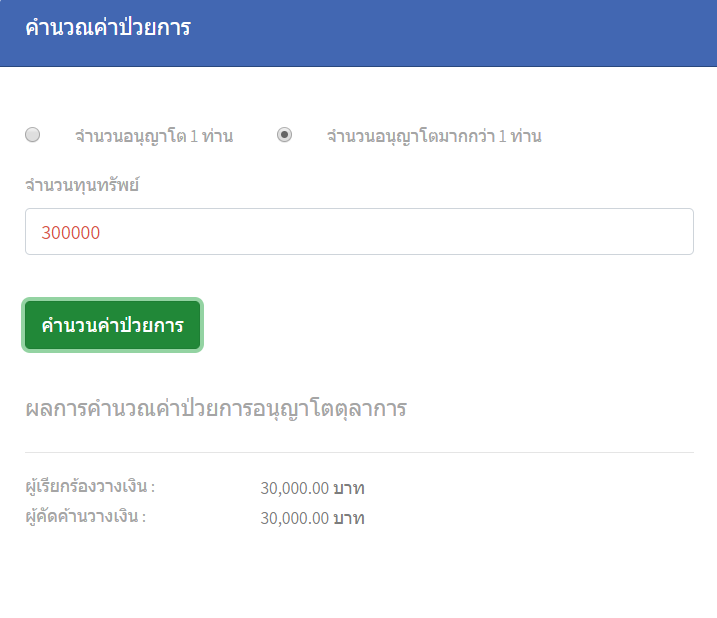 คำนวณค่าป่วยการ
จำนวนอนุญาโต 1 ท่าน จำนวนอนุญาโตมากกว่า 1 ท่าน
จำนวนทุนทรัพย์
300000
คำนวนค่าป่วยการ
ผลการคำนวณค่าป่วยการอนุญาโตตุลาการ
ผู้เรียกร้องวางเงิน : 30,000.00 บาท
ผู้คัดค้านวางเงิน : 30,000.00 บาท